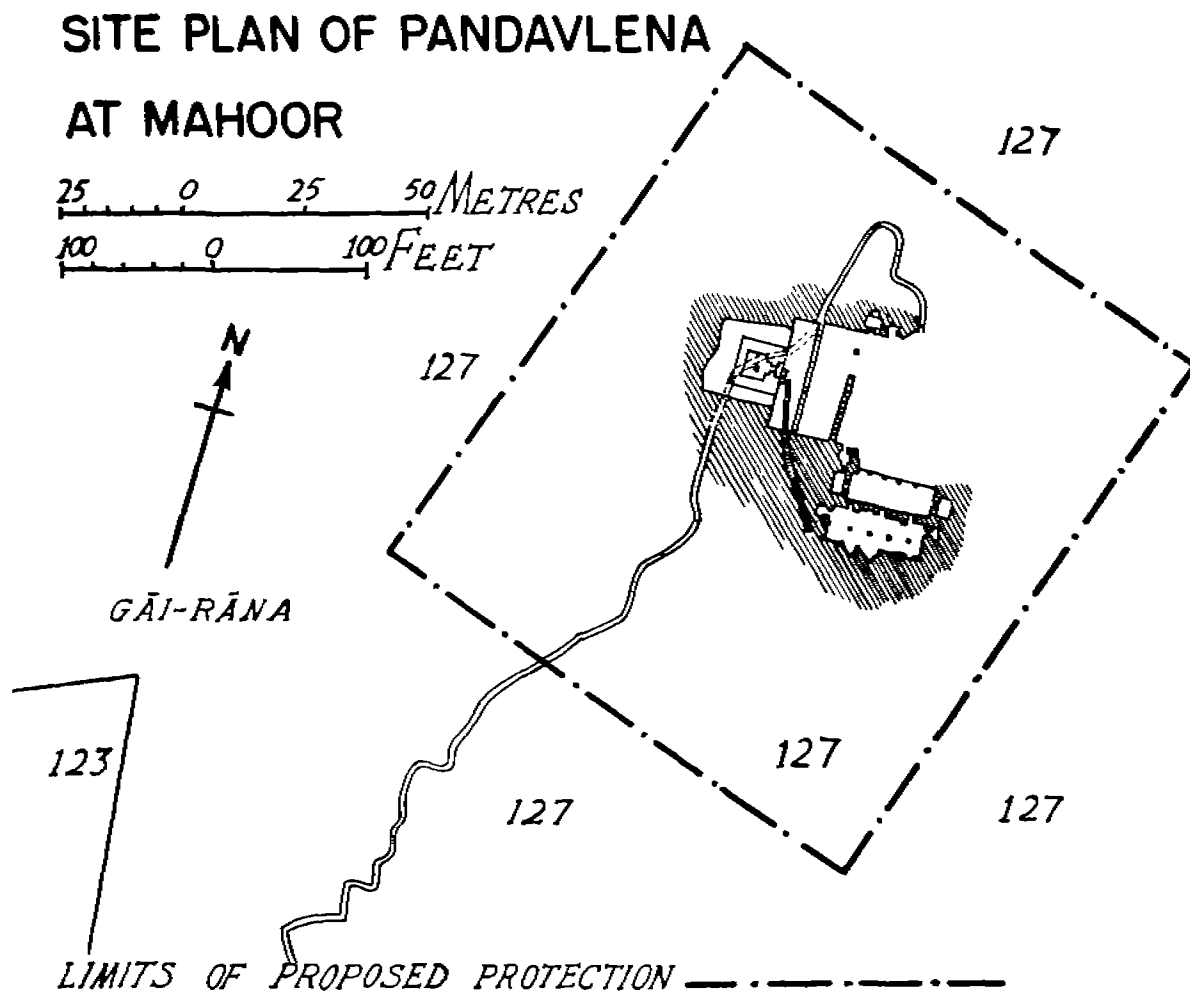 SITE PLAN OF PANDAVLENA
AT MAHOOR
25 0 25 50 METRES
100 0 100 FEET
127
N
127
GĀI-RĀNA
123
127
127
127
LIMITS OF PROPOSED PROTECTION